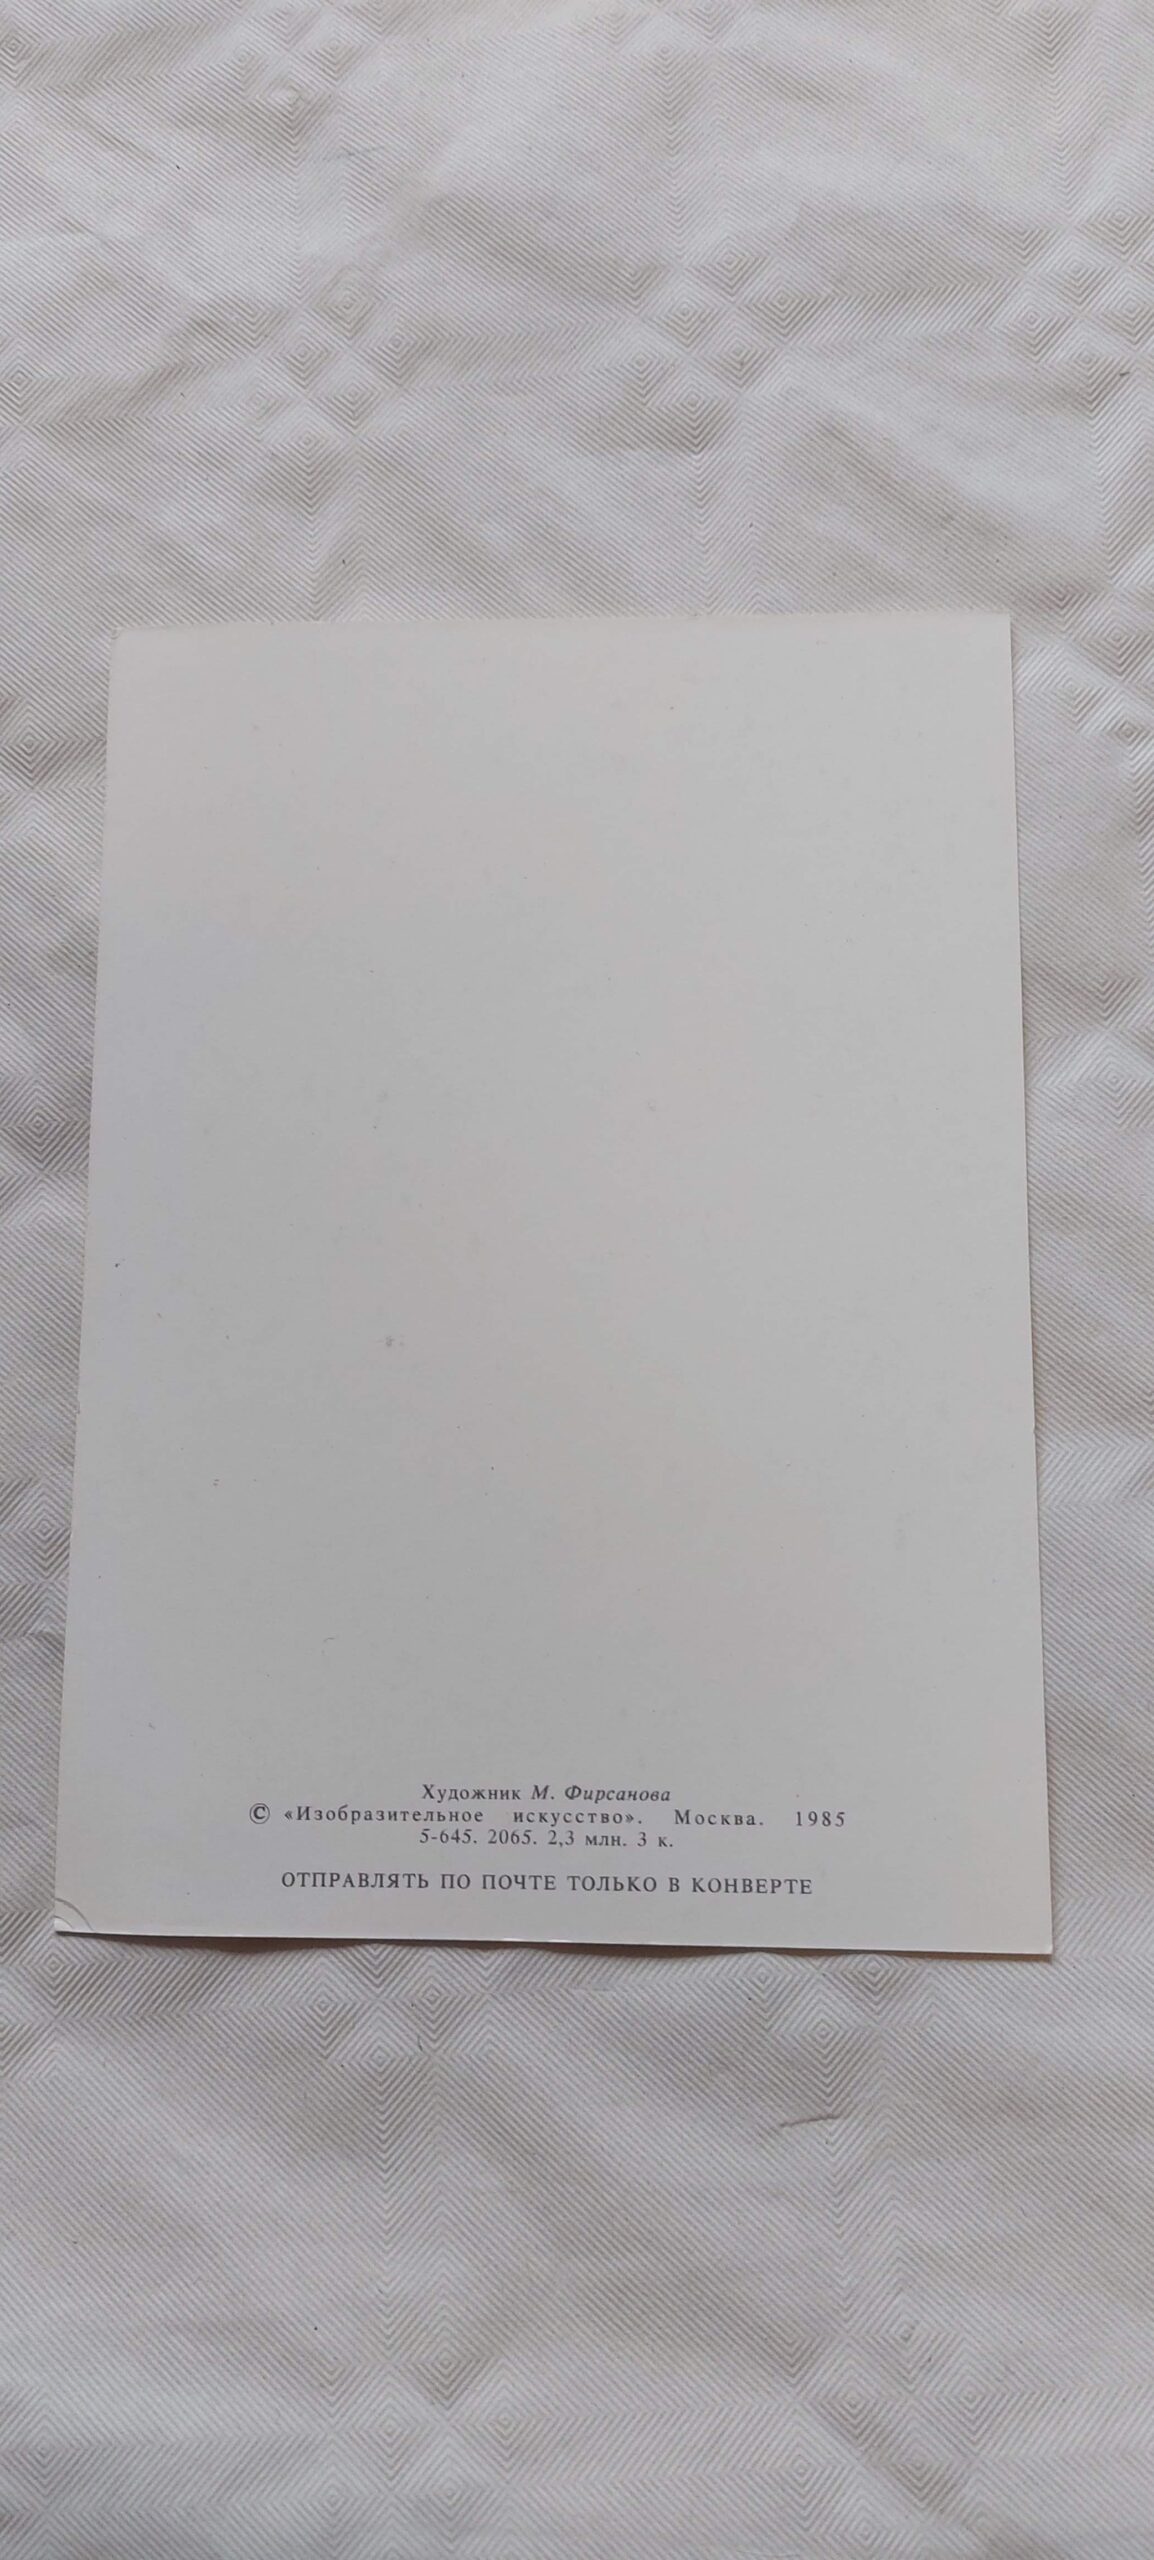 Художник М. Фирсанова
© «Изобразительное искусство». Москва. 1985
5-645. 2065. 2,3 млн. 3 к.
ОТПРАВЛЯТЬ ПО ПОЧТЕ ТОЛЬКО В КОНВЕРТЕ